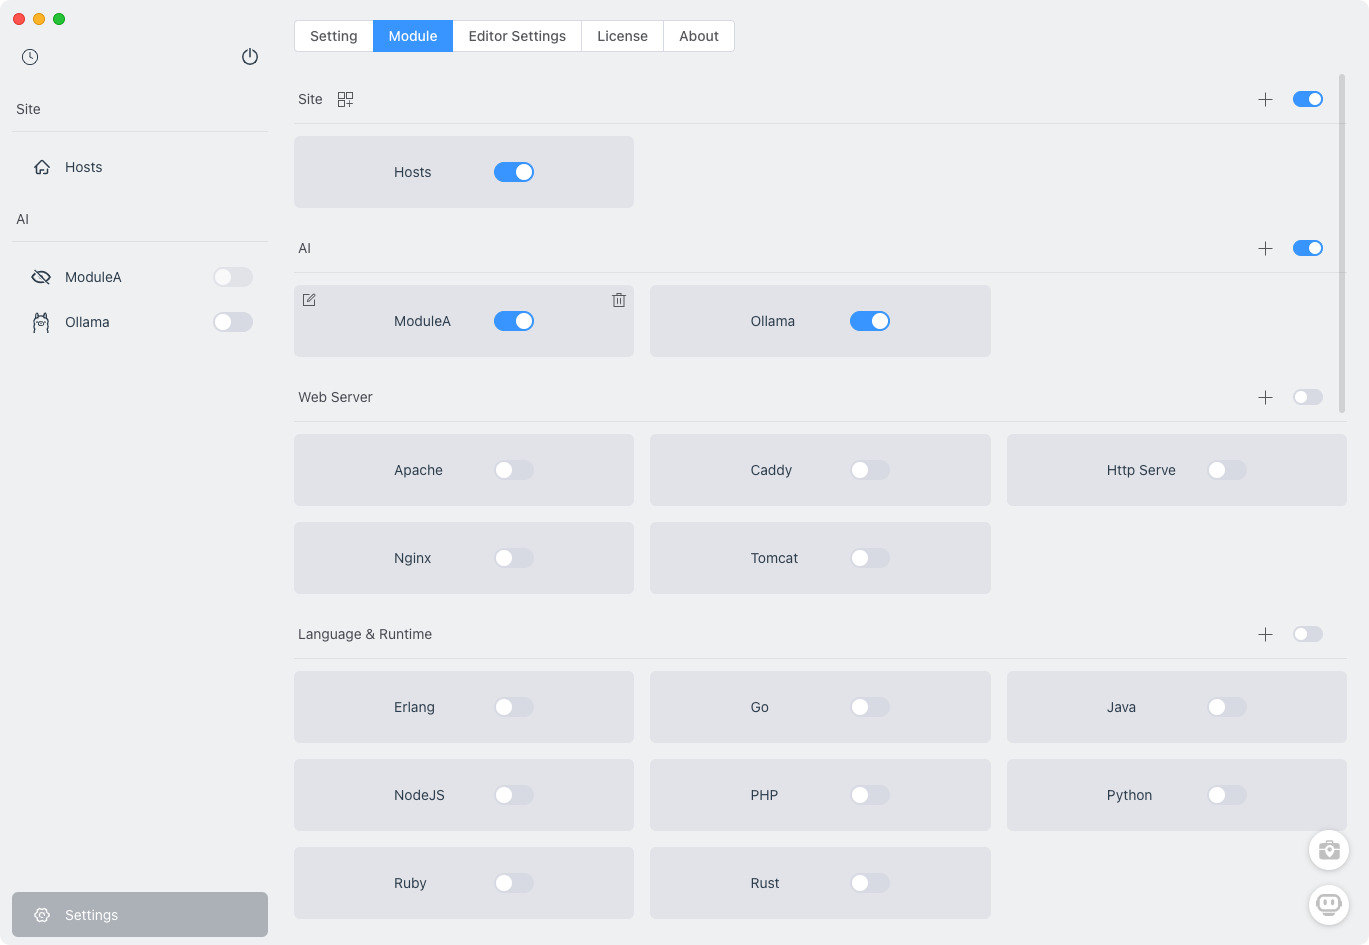 Setting Module Editor Settings License About
Site
Hosts
AI
ModuleA
Ollama
Settings
Site
Hosts
AI
ModuleA Ollama
Web Server
Apache Caddy Http Serve
Nginx Tomcat
Language & Runtime
Erlang Go Java
NodeJS PHP Python
Ruby Rust